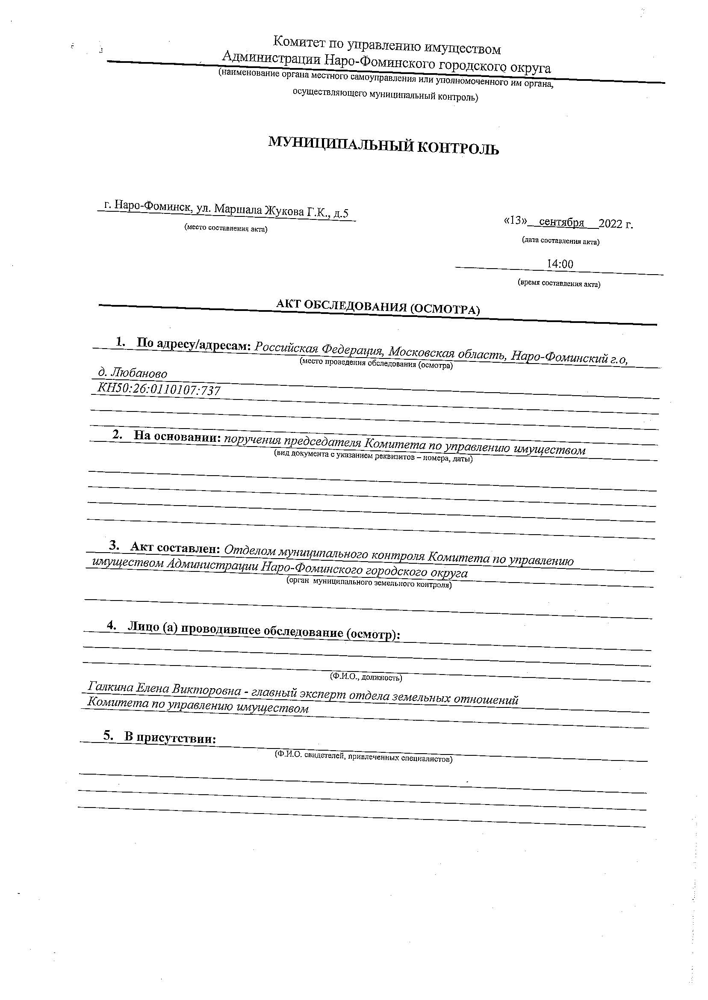 Комитет по управлению имуществом
Администрации Наро-Фоминского городского округа
(наименование органа местного самоуправления или уполномоченного им органа,
осуществляющего муниципальный контроль)
МУНИЦИПАЛЬНЫЙ КОНТРОЛЬ
г. Наро-Фоминск, ул. Маршала Жукова Г.К., д.5
(место составления акта)
«13» сентября 2022 г.
(дата составления акта)
14:00
(время составления акта)
АКТ ОБСЛЕДОВАНИЯ (ОСМОТРА)
1. По адресу/адресам: Российская Федерация, Московская область, Наро-Фоминский г.о,
(место проведения обследования (осмотра)
д. Любаново
КН50:26:0110107:737
2. На основании: поручения председателя Комитета по управлению имуществом
(вид документа с указанием реквизитов – номера, даты)
3. Акт составлен: Отделом муниципального контроля Комитета по управлению
имуществом Администрации Наро-Фоминского городского округа
(орган муниципального земельного контроля)
4. Лицо (а) проводившее обследование (осмотр):
(Ф.И.О., должность)
Галкина Елена Викторовна - главный эксперт отдела земельных отношений
Комитета по управлению имуществом
5. В присутствии:
(Ф.И.О. свидетелей, привлеченных специалистов)